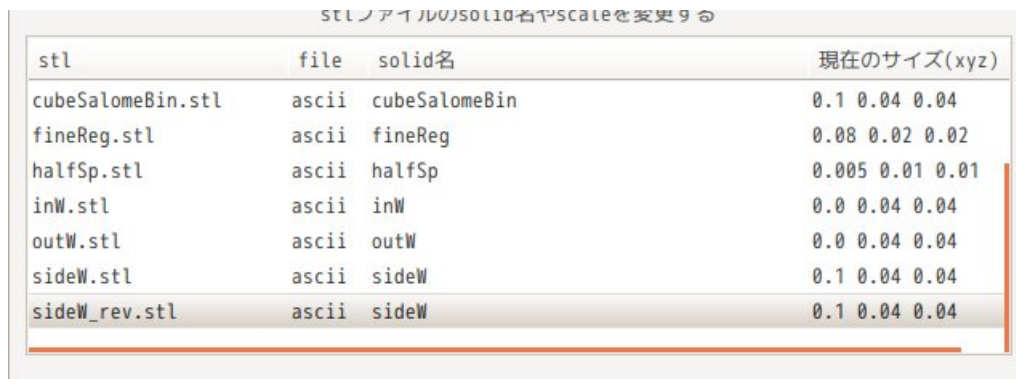 stlファイルのsolid名やscaleを変更する
stl file solid名 現在のサイズ(xyz)
cubeSalomeBin.stl ascii cubeSalomeBin 0.1 0.04 0.04
fineReg.stl ascii fineReg 0.08 0.02 0.02
halfSp.stl ascii halfSp 0.005 0.01 0.01
inW.stl ascii inW 0.0 0.04 0.04
outW.stl ascii outW 0.0 0.04 0.04
sideW.stl ascii sideW 0.1 0.04 0.04
sideW_rev.stl ascii sideW 0.1 0.04 0.04